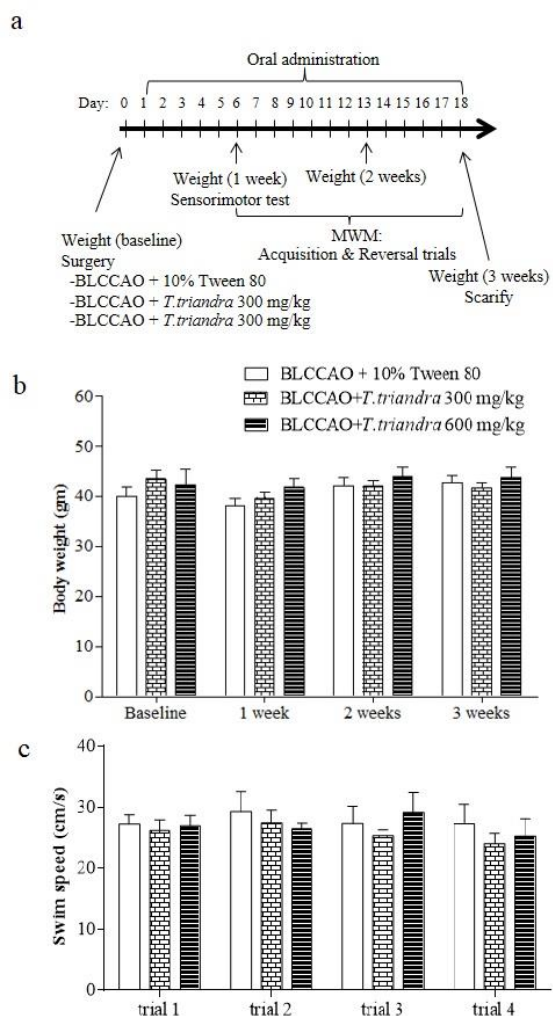 a
Oral administration
Day: 0 1 2 3 4 5 6 7 8 9 10 11 12 13 14 15 16 17 18
Weight (1 week)
Sensorimotor test
Weight (2 weeks)
MWM:
Acquisition & Reversal trials
Weight (baseline)
Surgery
-BLCCAO + 10% Tween 80
-BLCCAO + T.triandra 300 mg/kg
-BLCCAO + T.triandra 300 mg/kg
Weight (3 weeks)
Scarify
b
BLCCAO + 10% Tween 80
BLCCAO+T.triandra 300 mg/kg
BLCCAO+T.triandra 600 mg/kg
Body weight (gm)
60
50
40
30
20
10
0
Baseline 1 week 2 weeks 3 weeks
c
Swim speed (cm/s)
40
30
20
10
0
trial 1 trial 2 trial 3 trial 4